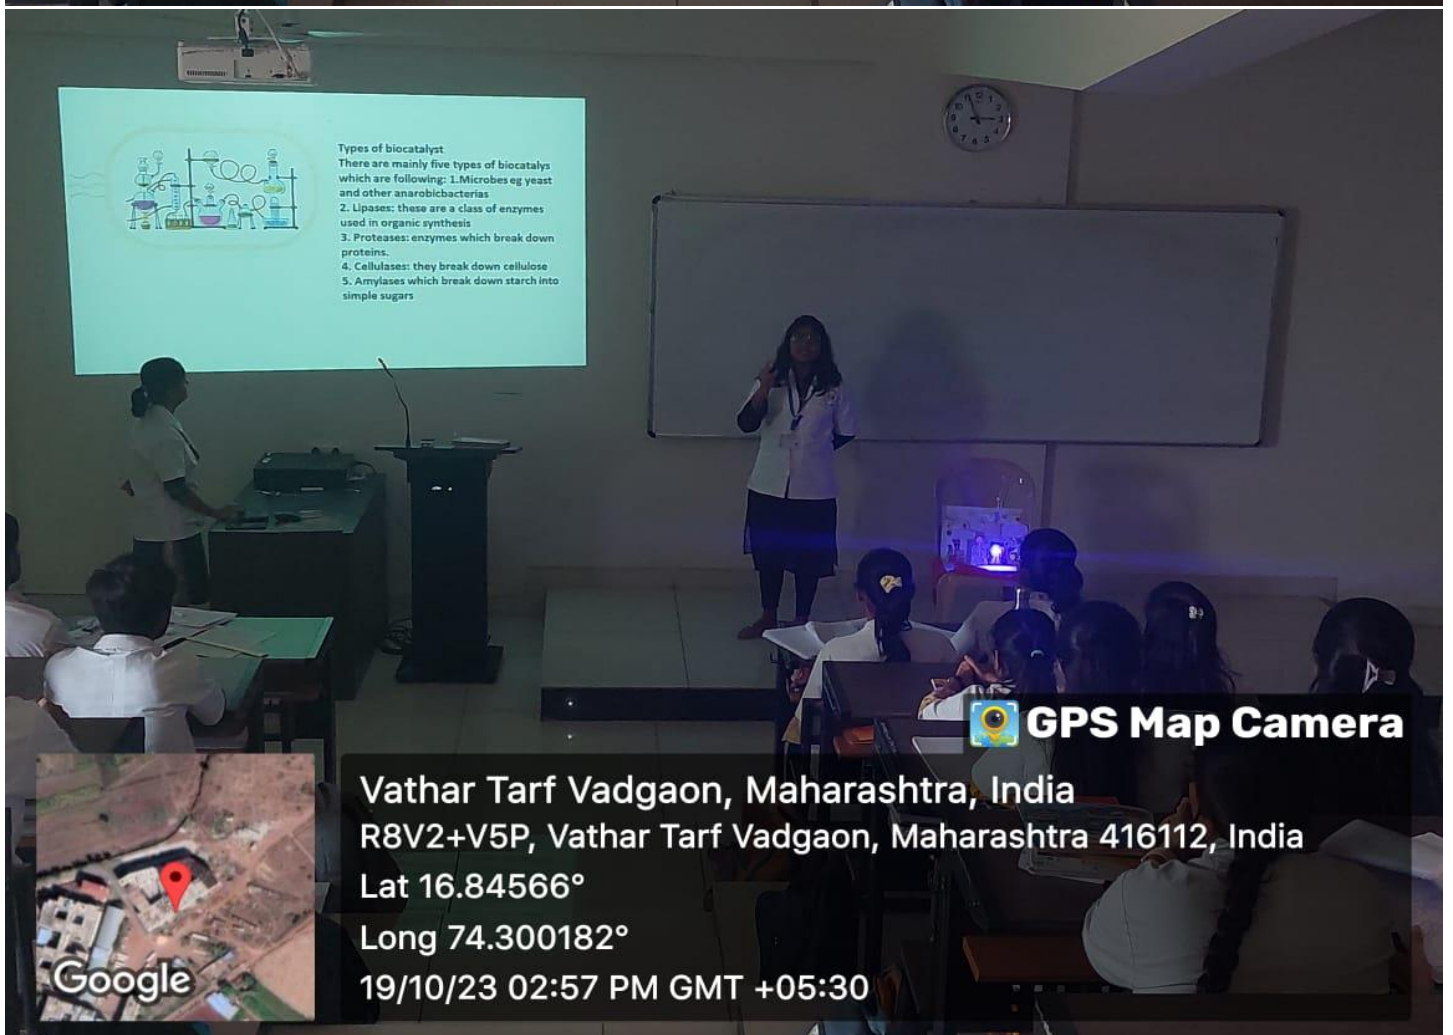 Types of biocatalyst
There are mainly five types of biocatalys
which are following: 1.Microbes eg yeast
and other anarobicbacterias
2. Lipases: these are a class of enzymes
used in organic synthesis
3. Proteases: enzymes which break down
proteins.
4. Cellulases: they break down cellulose
5. Amylases which break down starch into
simple sugars
GPS Map Camera
Vathar Tarf Vadgaon, Maharashtra, India
R8V2+V5P, Vathar Tarf Vadgaon, Maharashtra 416112, India
Lat 16.84566°
Long 74.300182°
19/10/23 02:57 PM GMT +05:30
Google